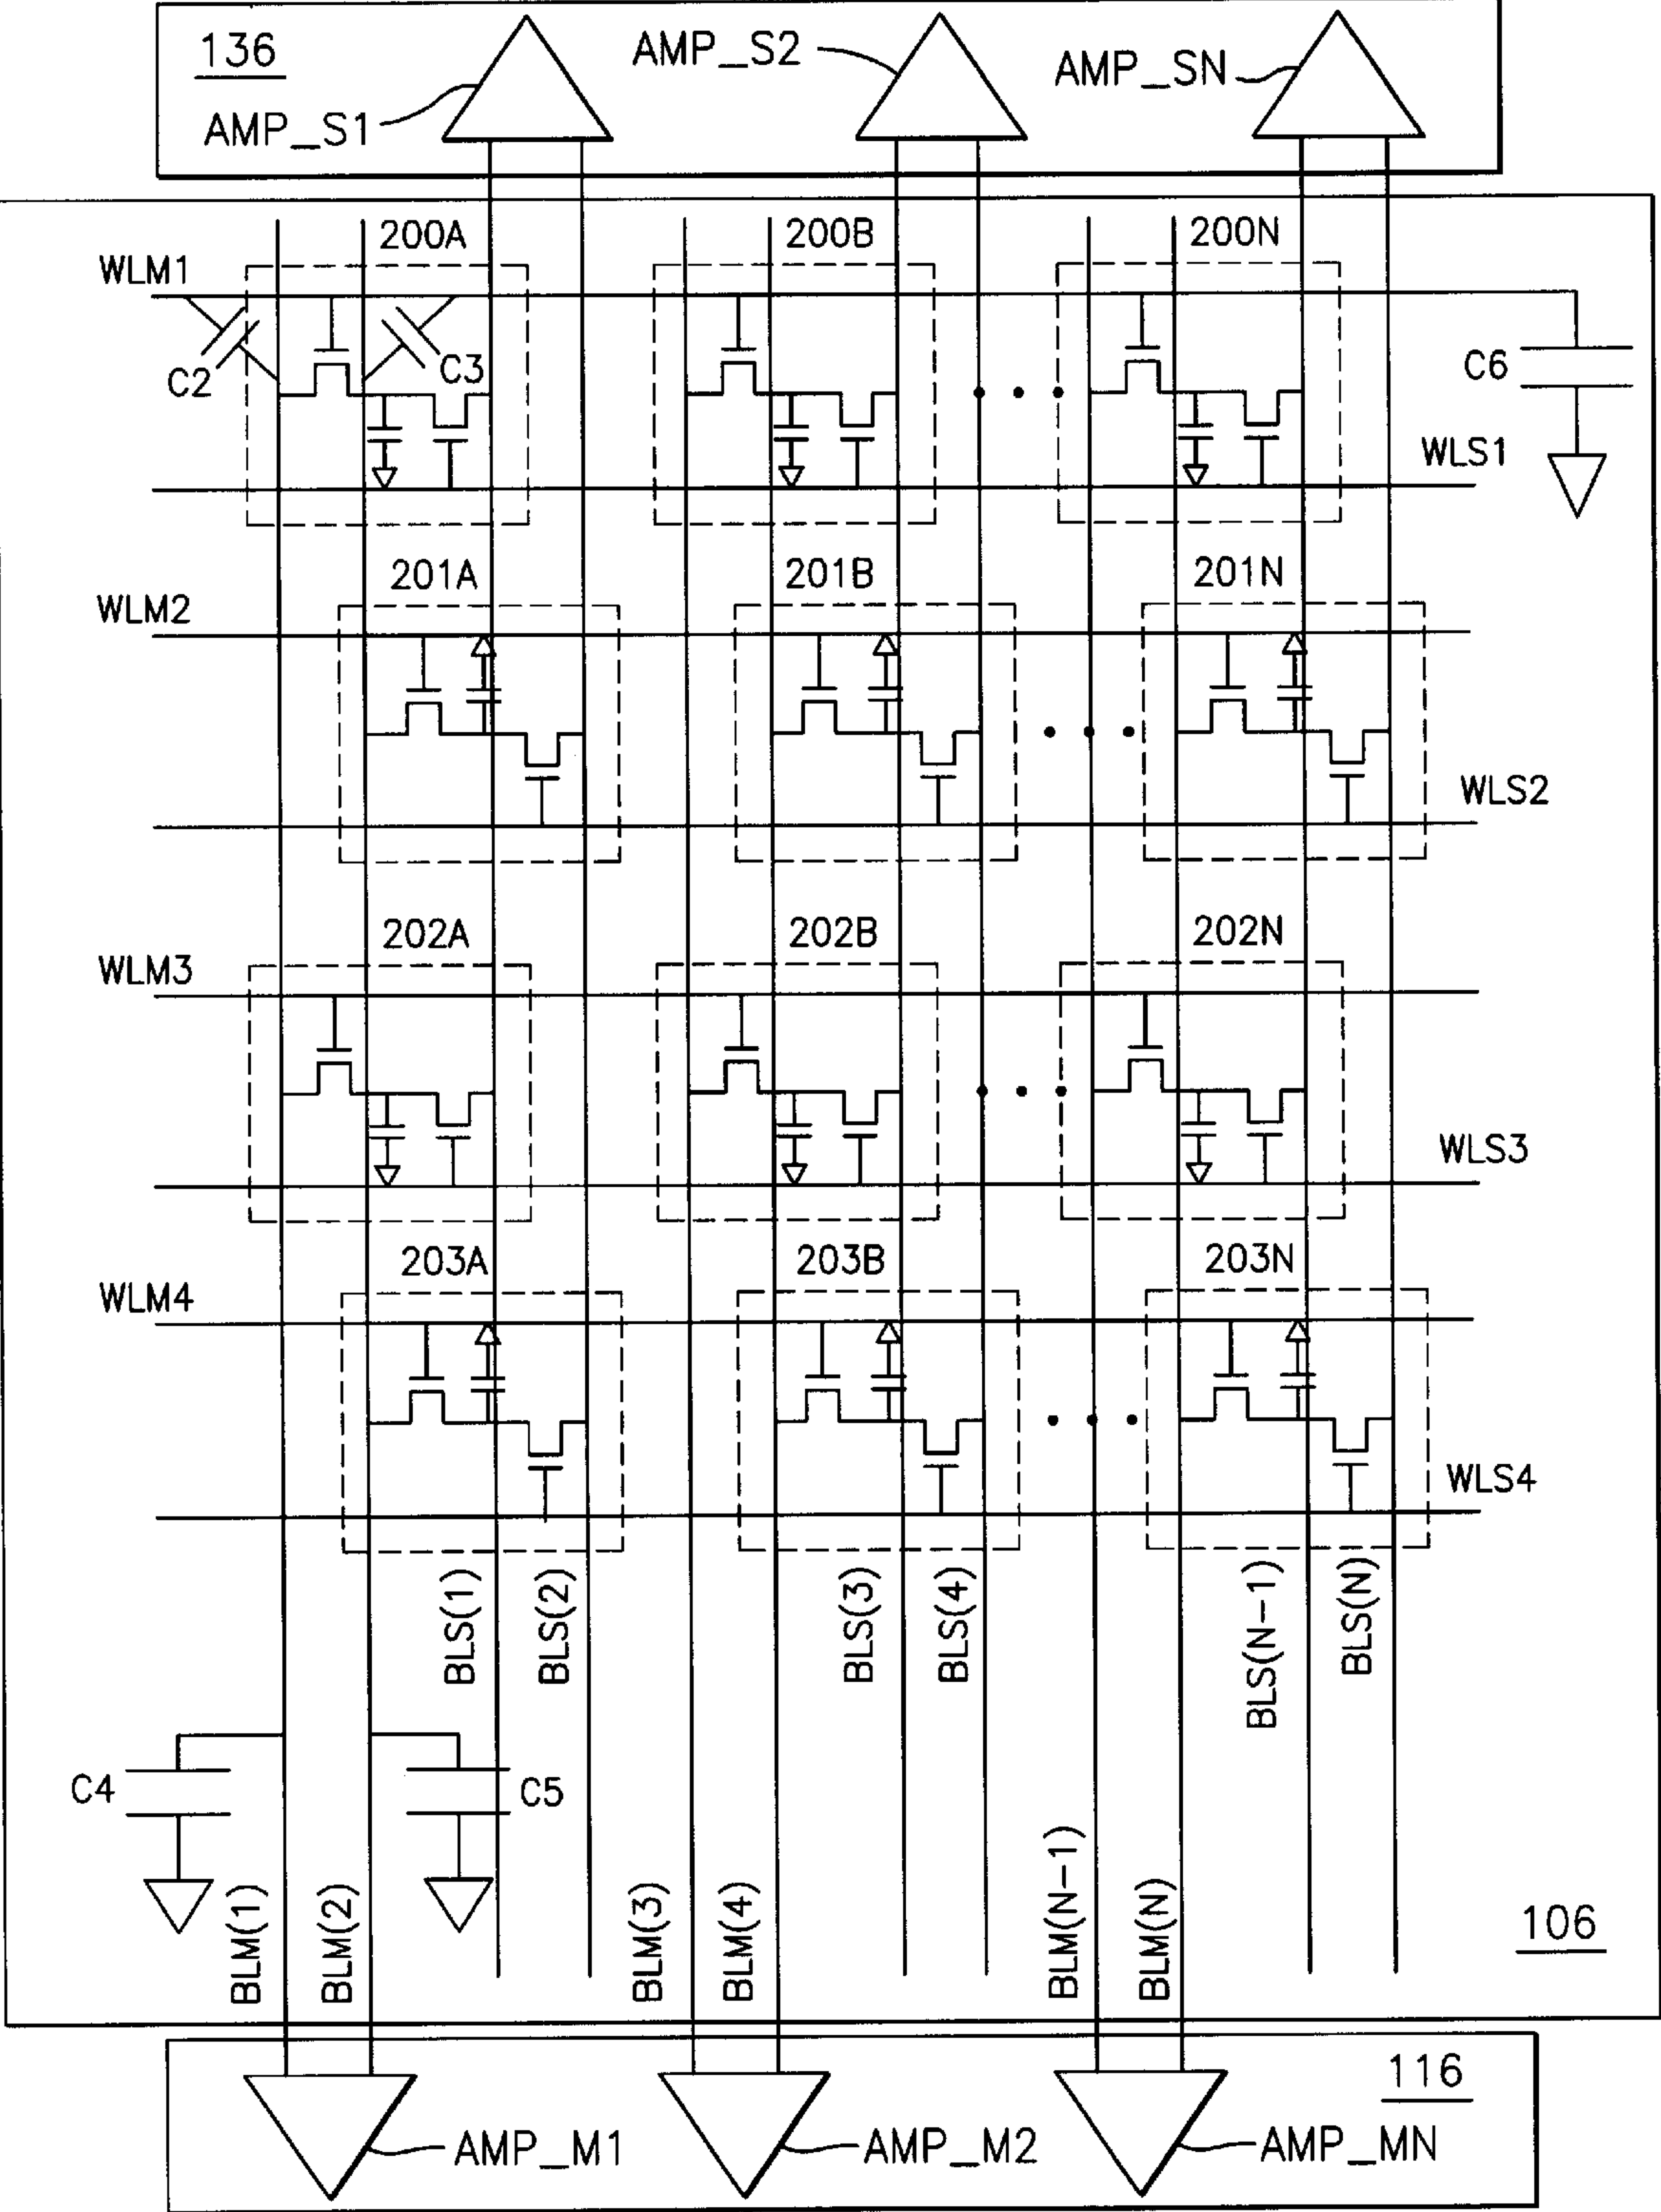 136
AMP_S1
AMP_S2
AMP_SN
200A
200B
200N
WLM1
C2
C3
C6
WLS1
201A
201B
201N
WLM2
WLS2
202A
202B
202N
WLM3
WLS3
203A
203B
203N
WLM4
WLS4
BLS(1)
BLS(2)
BLS(3)
BLS(4)
BLS(N-1)
BLS(N)
C4
C5
BLM(1)
BLM(2)
BLM(3)
BLM(4)
BLM(N-1)
BLM(N)
106
116
AMP_M1
AMP_M2
AMP_MN